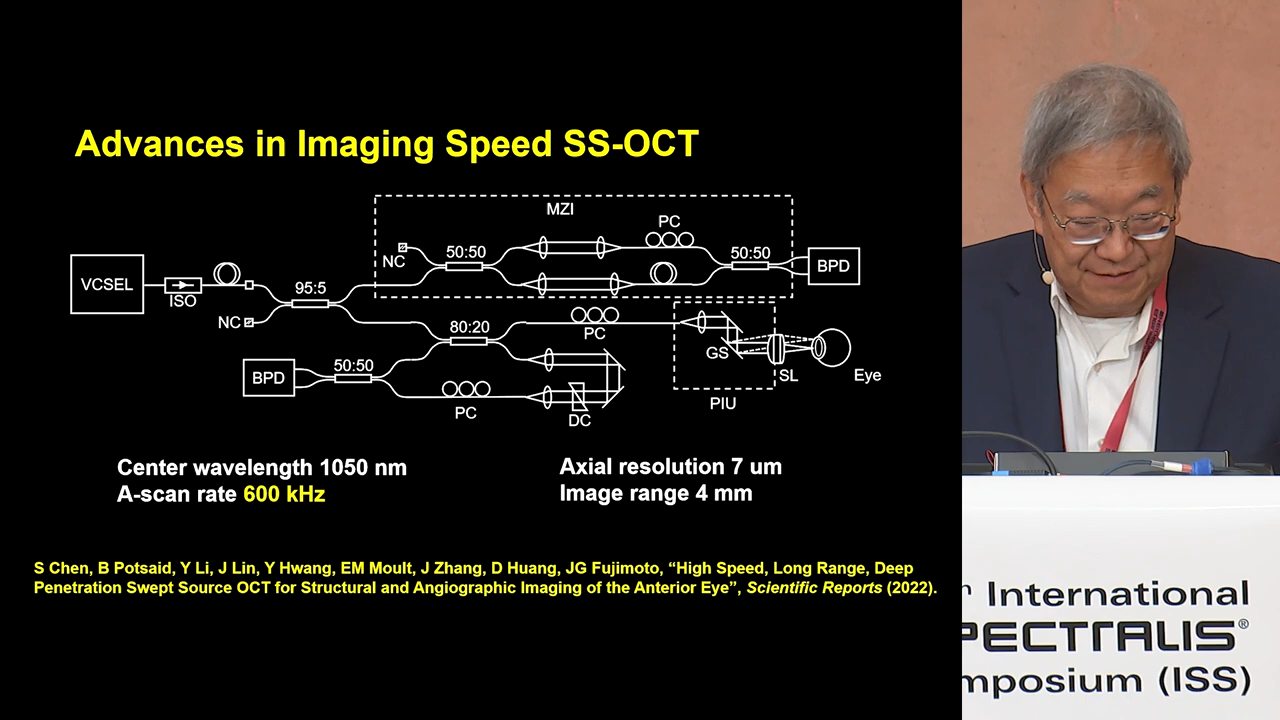 Advances in Imaging Speed SS-OCT
MZI
PC
NC
50:50
50:50
BPD
VCSEL
ISO
95:5
NC
80:20
PC
GS
SL
Eye
PIU
BPD
50:50
PC
DC
Center wavelength 1050 nm
A-scan rate 600 kHz
Axial resolution 7 um
Image range 4 mm
S Chen, B Potsaid, Y Li, J Lin, Y Hwang, EM Moult, J Zhang, D Huang, JG Fujimoto, “High Speed, Long Range, Deep
Penetration Swept Source OCT for Structural and Angiographic Imaging of the Anterior Eye”, Scientific Reports (2022).
International
PECTRALIS®
mposium (ISS)